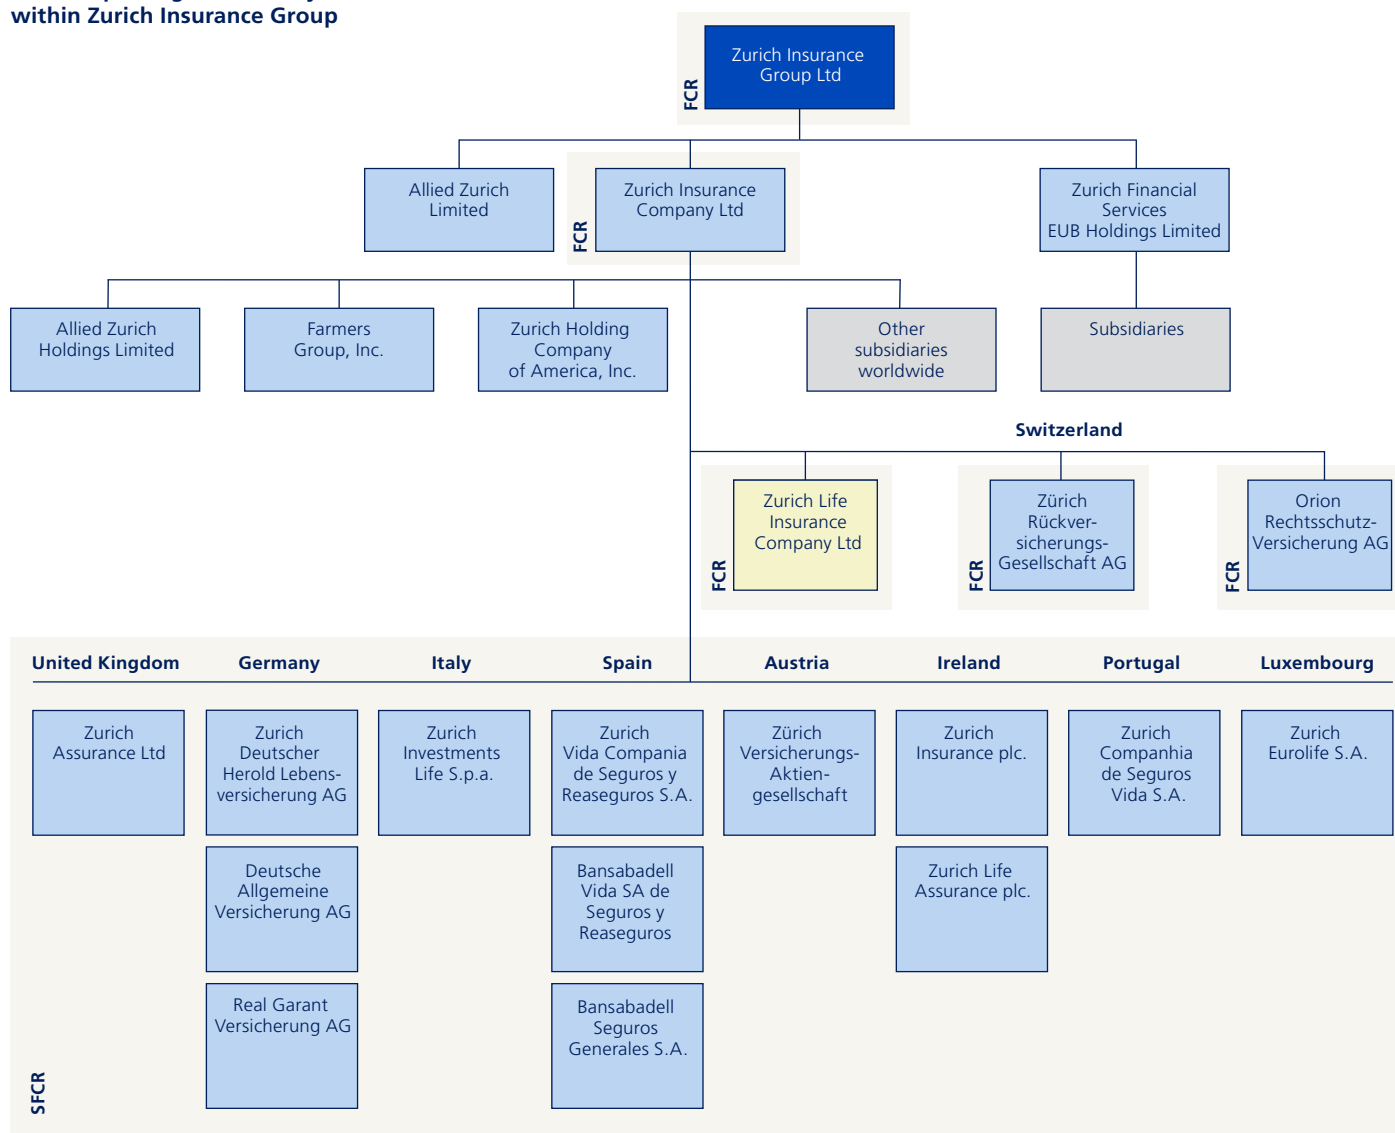 within Zurich Insurance Group
Zurich Insurance
Group Ltd
FCR
Allied Zurich
Limited
Zurich Insurance
Company Ltd
FCR
Zurich Financial
Services
EUB Holdings Limited
Allied Zurich
Holdings Limited
Farmers
Group, Inc.
Zurich Holding
Company
of America, Inc.
Other
subsidiaries
worldwide
Subsidiaries
Switzerland
Zurich Life
Insurance
Company Ltd
FCR
Zürich
Rückver-
sicherungs-
Gesellschaft AG
FCR
Orion
Rechtsschutz-
Versicherung AG
FCR
United Kingdom
Germany
Italy
Spain
Austria
Ireland
Portugal
Luxembourg
Zurich
Assurance Ltd
Zurich
Deutscher
Herold Lebens-
versicherung AG
Zurich
Investments
Life S.p.a.
Zurich
Vida Compania
de Seguros y
Reaseguros S.A.
Zürich
Versicherungs-
Aktien-
gesellschaft
Zurich
Insurance plc.
Zurich
Companhia
de Seguros
Vida S.A.
Zurich
Eurolife S.A.
Deutsche
Allgemeine
Versicherung AG
Bansabadell
Vida SA de
Seguros y
Reaseguros
Zurich Life
Assurance plc.
Real Garant
Versicherung AG
Bansabadell
Seguros
Generales S.A.
SFCR